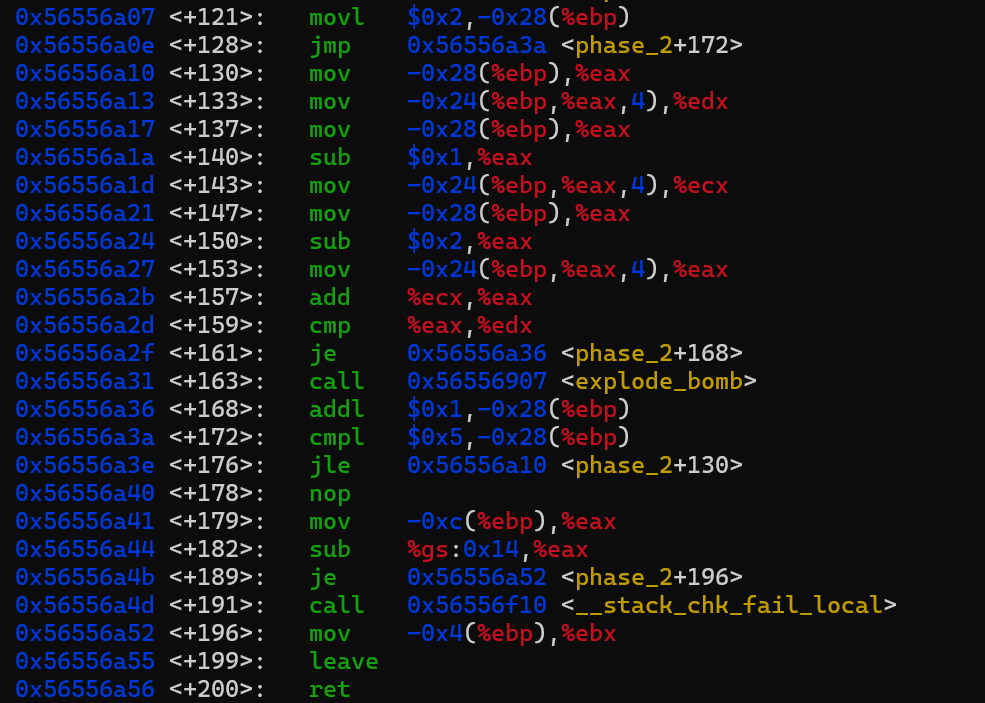 0x56556a07 <+121>: movl $0x2,-0x28(%ebp)
0x56556a0e <+128>: jmp 0x56556a3a <phase_2+172>
0x56556a10 <+130>: mov -0x28(%ebp),%eax
0x56556a13 <+133>: mov -0x24(%ebp,%eax,4),%edx
0x56556a17 <+137>: mov -0x28(%ebp),%eax
0x56556a1a <+140>: sub $0x1,%eax
0x56556a1d <+143>: mov -0x24(%ebp,%eax,4),%ecx
0x56556a21 <+147>: mov -0x28(%ebp),%eax
0x56556a24 <+150>: sub $0x2,%eax
0x56556a27 <+153>: mov -0x24(%ebp,%eax,4),%eax
0x56556a2b <+157>: add %ecx,%eax
0x56556a2d <+159>: cmp %eax,%edx
0x56556a2f <+161>: je 0x56556a36 <phase_2+168>
0x56556a31 <+163>: call 0x56556907 <explode_bomb>
0x56556a36 <+168>: addl $0x1,-0x28(%ebp)
0x56556a3a <+172>: cmpl $0x5,-0x28(%ebp)
0x56556a3e <+176>: jle 0x56556a10 <phase_2+130>
0x56556a40 <+178>: nop
0x56556a41 <+179>: mov -0xc(%ebp),%eax
0x56556a44 <+182>: sub %gs:0x14,%eax
0x56556a4b <+189>: je 0x56556a52 <phase_2+196>
0x56556a4d <+191>: call 0x56556f10 <__stack_chk_fail_local>
0x56556a52 <+196>: mov -0x4(%ebp),%ebx
0x56556a55 <+199>: leave
0x56556a56 <+200>: ret